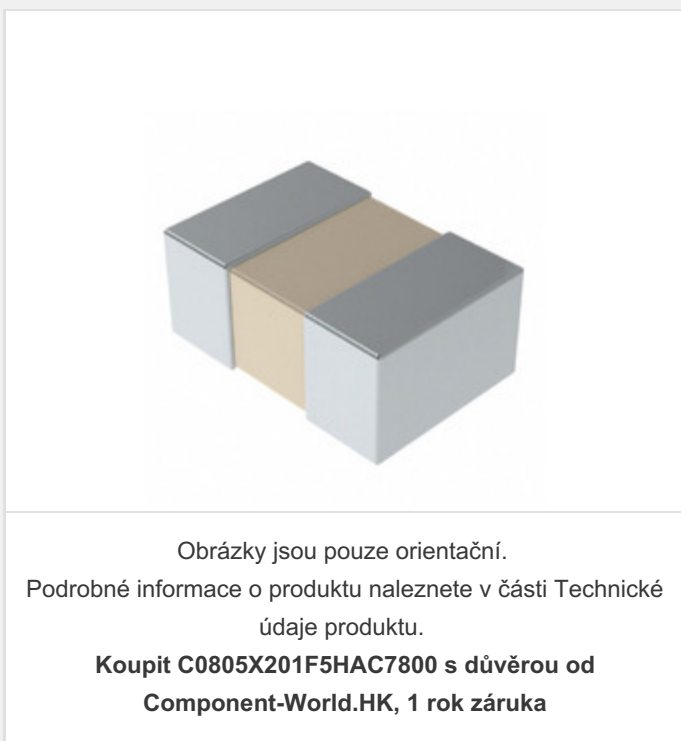 Obrázky jsou pouze orientační.
Podrobné informace o produktu naleznete v části Technické
údaje produktu.
Koupit C0805X201F5HAC7800 s důvěrou od
Component-World.HK, 1 rok záruka